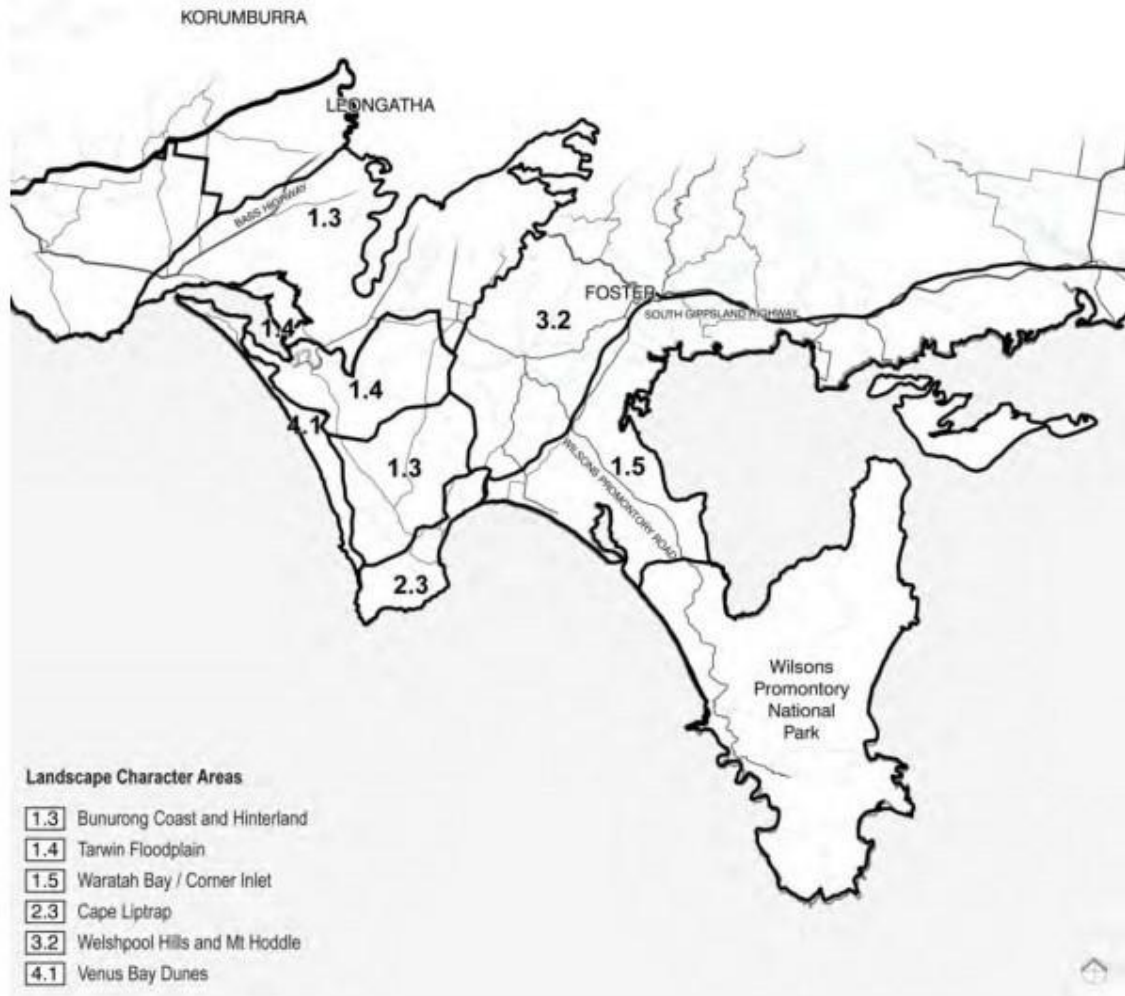 KORUMBURRA
LEONGATHA
BASS HIGHWAY
1.3
FOSTER
3.2
SOUTH GIPPSLAND HIGHWAY
1.4
1.4
4.1
1.3
1.5
WILSONS PROMONTORY ROAD
2.3
Wilsons
Promontory
National
Park
Landscape Character Areas
1.3 Bunurong Coast and Hinterland
1.4 Tarwin Floodplain
1.5 Waratah Bay / Corner Inlet
2.3 Cape Liptrap
3.2 Welshpool Hills and Mt Hoddle
4.1 Venus Bay Dunes